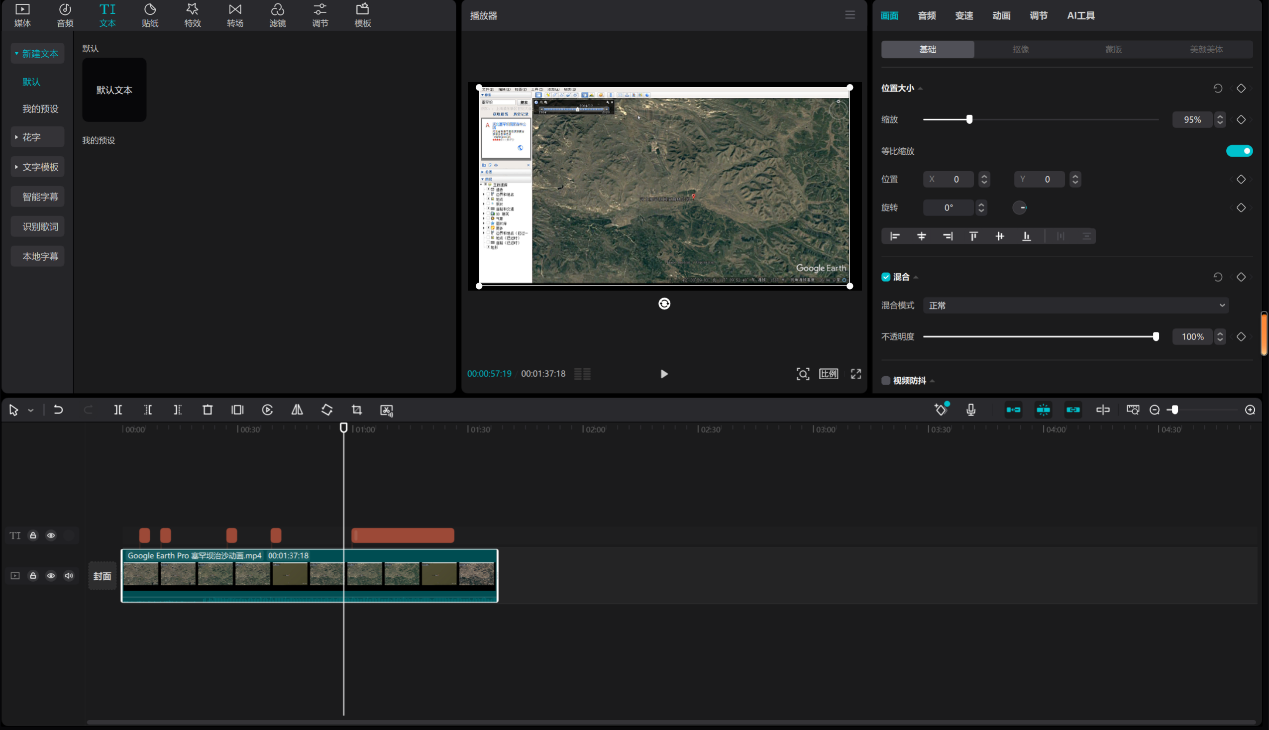 媒体 音频 文本 贴纸 特效 转场 滤镜 调节 模板
新建文本
默认
我的预设
花字
文字模板
智能字幕
识别歌词
本地字幕
默认
默认文本
我的预设
播放器
Google Earth
00:00:57:19 00:01:37:18
比例
画面 音频 变速 动画 调节 AI工具
基础 抠像 蒙版 美颜美体
位置大小
缩放 95%
等比缩放
位置 X 0 Y 0
旋转 0°
混合
混合模式 正常
不透明度 100%
视频防抖
00:00 00:30 01:00 01:30 02:00 02:30 03:00 03:30 04:00 04:30
TI
封面
Google Earth Pro 塞罕坝治沙动画.mp4 00:01:37:18